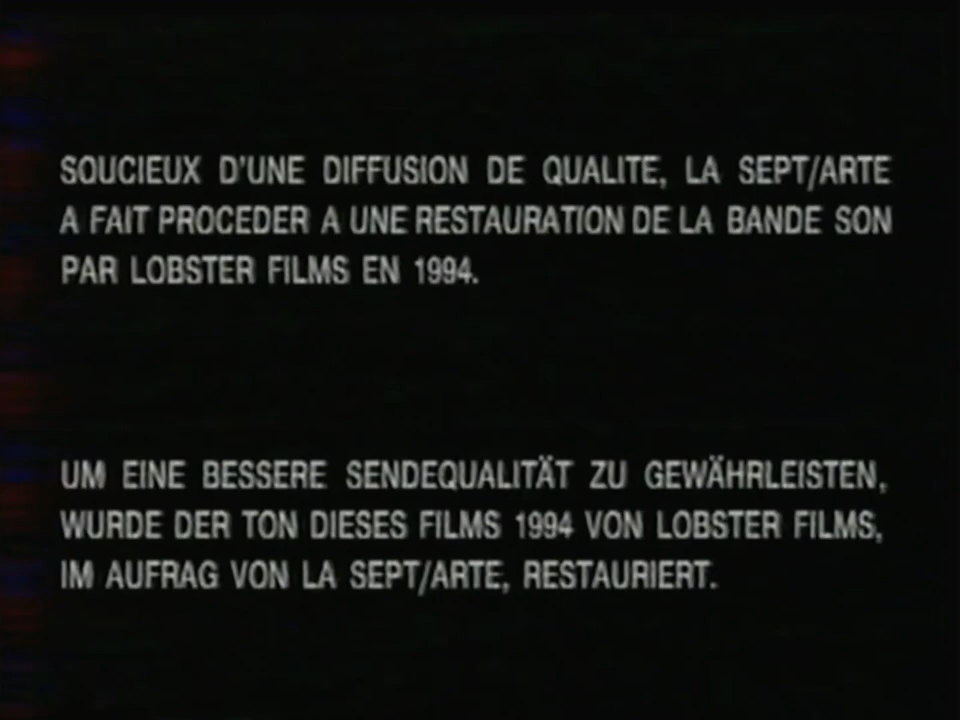 SOUCIEUX D'UNE DIFFUSION DE QUALITE, LA SEPT/ARTE
A FAIT PROCEDER A UNE RESTAURATION DE LA BANDE SON
PAR LOBSTER FILMS EN 1994.
UM EINE BESSERE SENDEQUALITÄT ZU GEWÄHRLEISTEN,
WURDE DER TON DIESES FILMS 1994 VON LOBSTER FILMS,
IM AUFRAG VON LA SEPT/ARTE, RESTAURIERT.